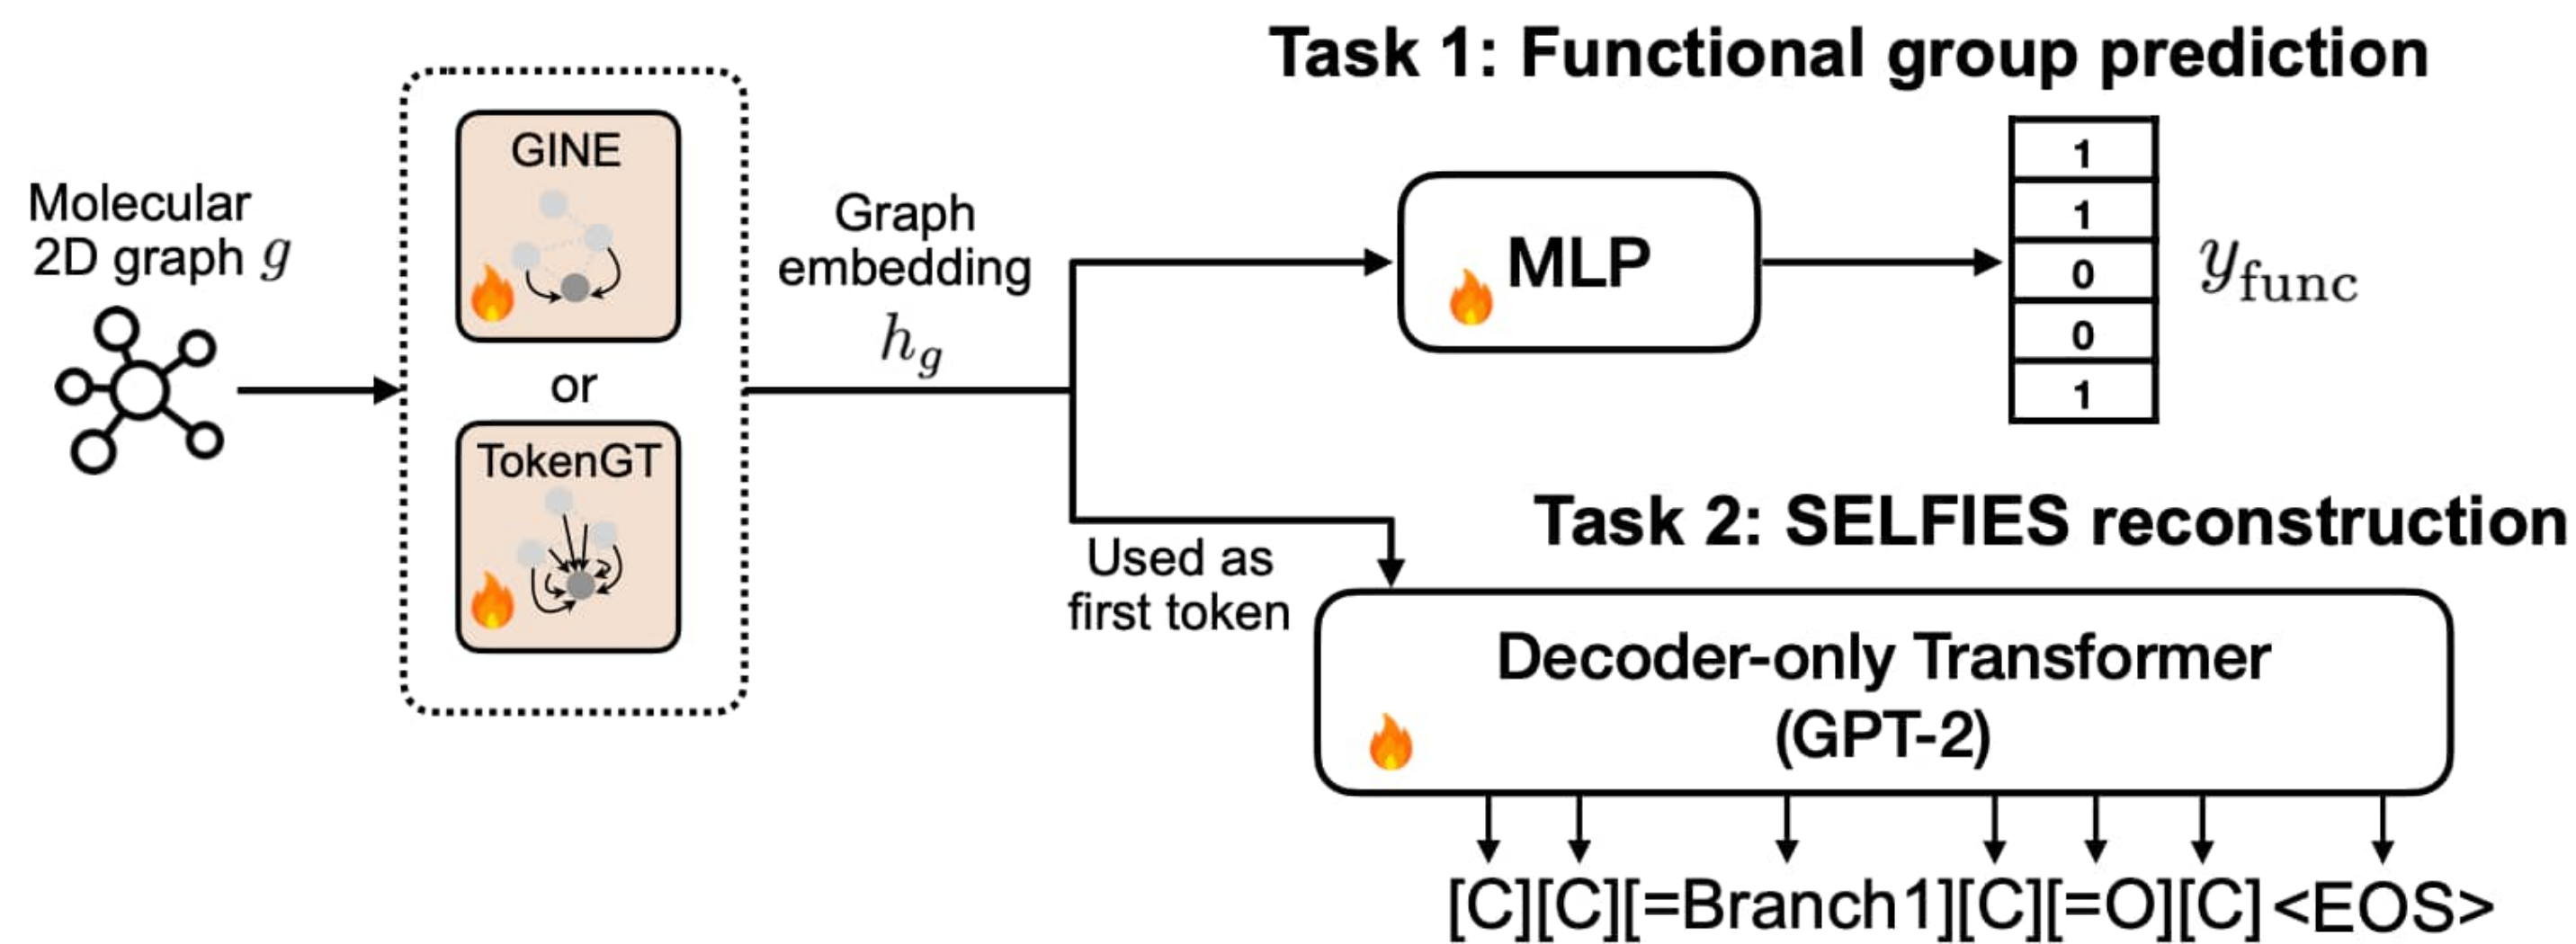 Molecular
2D graph g
GINE
or
TokenGT
Graph
embedding
h_g
Task 1: Functional group prediction
MLP
1
1
0
0
1
y_func
Used as
first token
Task 2: SELFIES reconstruction
Decoder-only Transformer
(GPT-2)
[C][C][=Branch1][C][=O][C]<EOS>